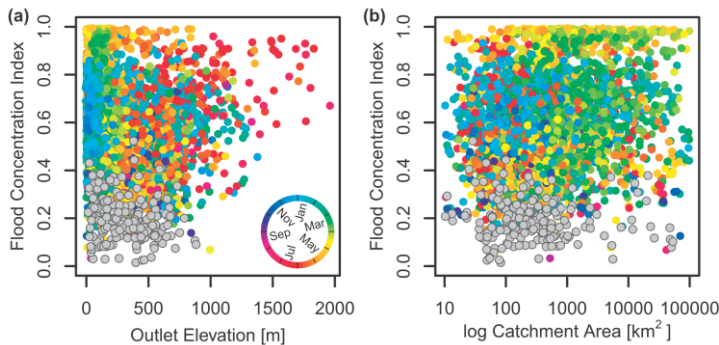 (a)
Flood Concentration Index
1.0
0.8
0.6
0.4
0.2
0.0
Jan
Mar
May
Jul
Sep
Nov
0 500 1000 1500 2000
Outlet Elevation [m]
(b)
Flood Concentration Index
1.0
0.8
0.6
0.4
0.2
0.0
10 100 1000 10000 100000
log Catchment Area [km²]